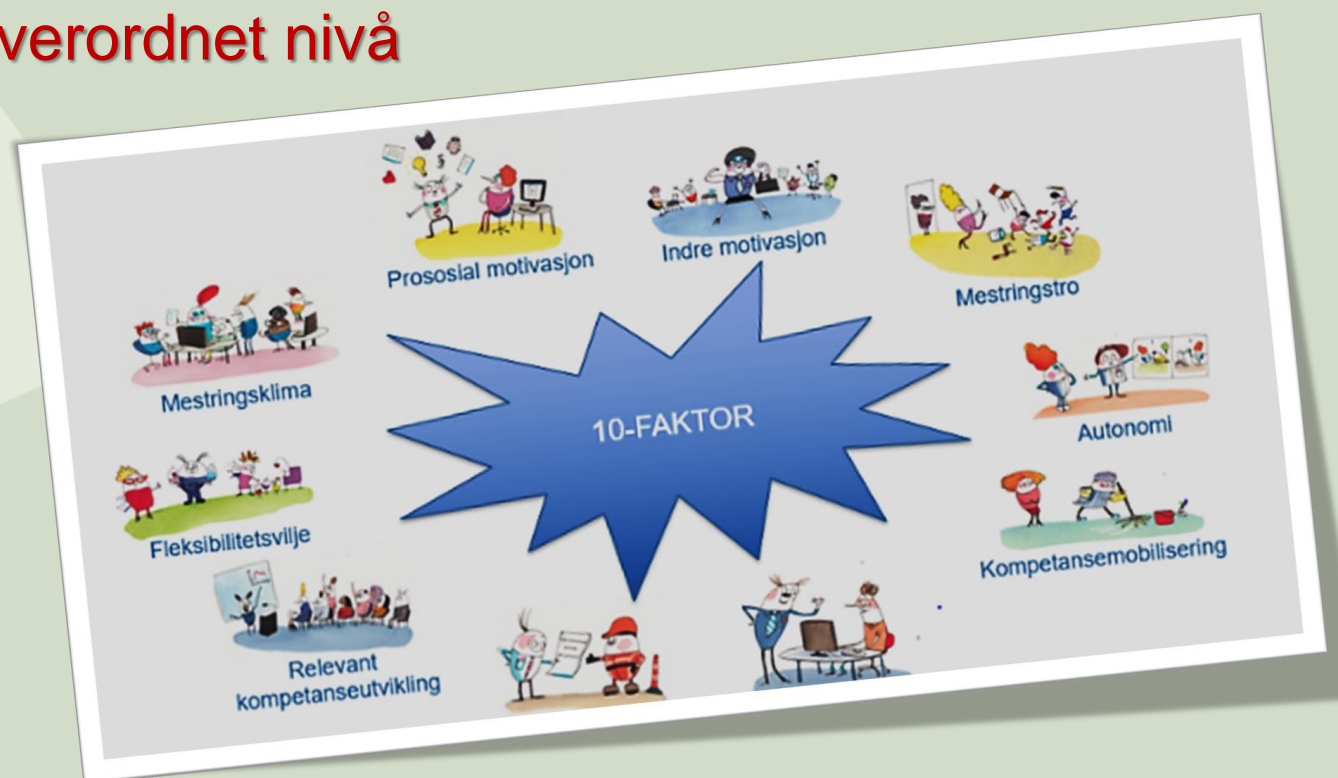 verordnet nivå
Prososial motivasjon
Indre motivasjon
Mestringstro
Mestringsklima
10-FAKTOR
Autonomi
Fleksibilitetsvilje
Kompetansemobilisering
Relevant
kompetanseutvikling